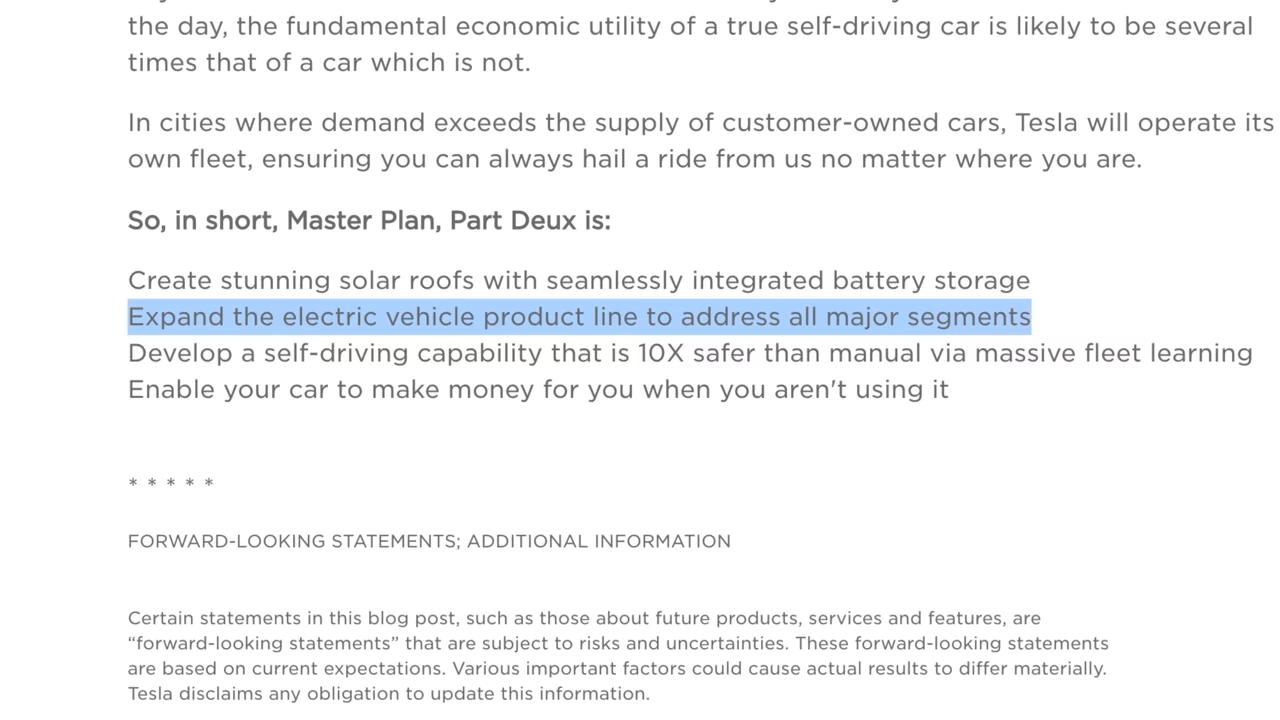 the day, the fundamental economic utility of a true self-driving car is likely to be several
times that of a car which is not.
In cities where demand exceeds the supply of customer-owned cars, Tesla will operate its
own fleet, ensuring you can always hail a ride from us no matter where you are.
So, in short, Master Plan, Part Deux is:
Create stunning solar roofs with seamlessly integrated battery storage
Expand the electric vehicle product line to address all major segments
Develop a self-driving capability that is 10X safer than manual via massive fleet learning
Enable your car to make money for you when you aren't using it
* * * * *
FORWARD-LOOKING STATEMENTS; ADDITIONAL INFORMATION
Certain statements in this blog post, such as those about future products, services and features, are
“forward-looking statements” that are subject to risks and uncertainties. These forward-looking statements
are based on current expectations. Various important factors could cause actual results to differ materially.
Tesla disclaims any obligation to update this information.